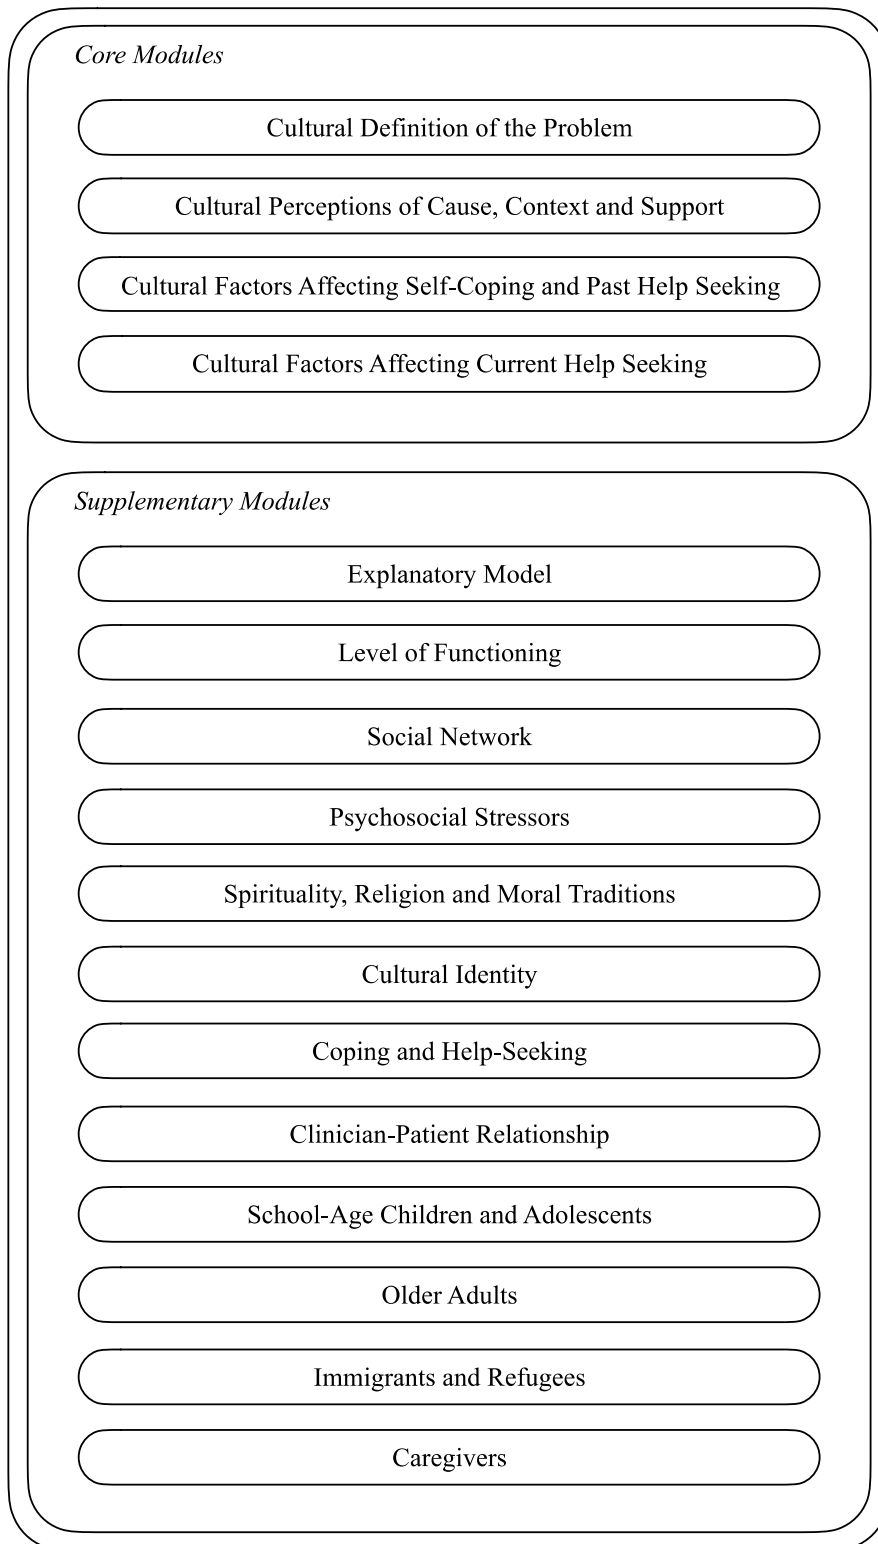 Core Modules
Cultural Definition of the Problem
Cultural Perceptions of Cause, Context and Support
Cultural Factors Affecting Self-Coping and Past Help Seeking
Cultural Factors Affecting Current Help Seeking
Supplementary Modules
Explanatory Model
Level of Functioning
Social Network
Psychosocial Stressors
Spirituality, Religion and Moral Traditions
Cultural Identity
Coping and Help-Seeking
Clinician-Patient Relationship
School-Age Children and Adolescents
Older Adults
Immigrants and Refugees
Caregivers